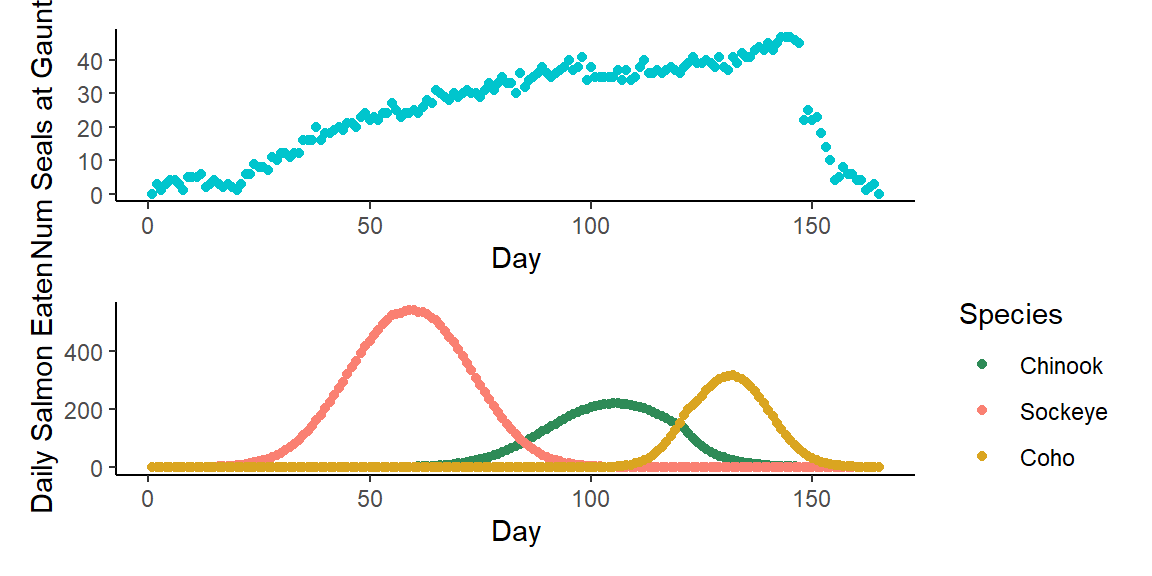 Num Seals at Gaunt
40
30
20
10
0
0 50 100 150
Day
Daily Salmon Eaten
400
200
0
0 50 100 150
Day
Species
Chinook
Sockeye
Coho